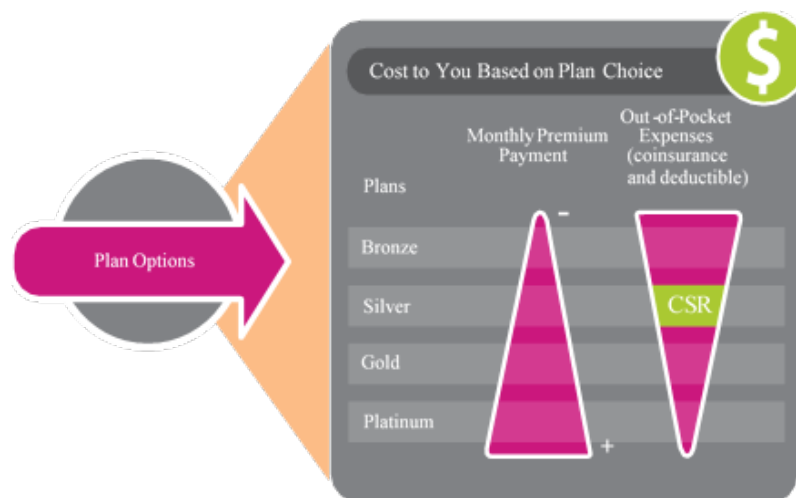 $
Cost to You Based on Plan Choice
Monthly Premium
Payment
Out-of-Pocket
Expenses
(coinsurance
and deductible)
Plans
-
Bronze
Plan Options
Silver
CSR
Gold
Platinum
+